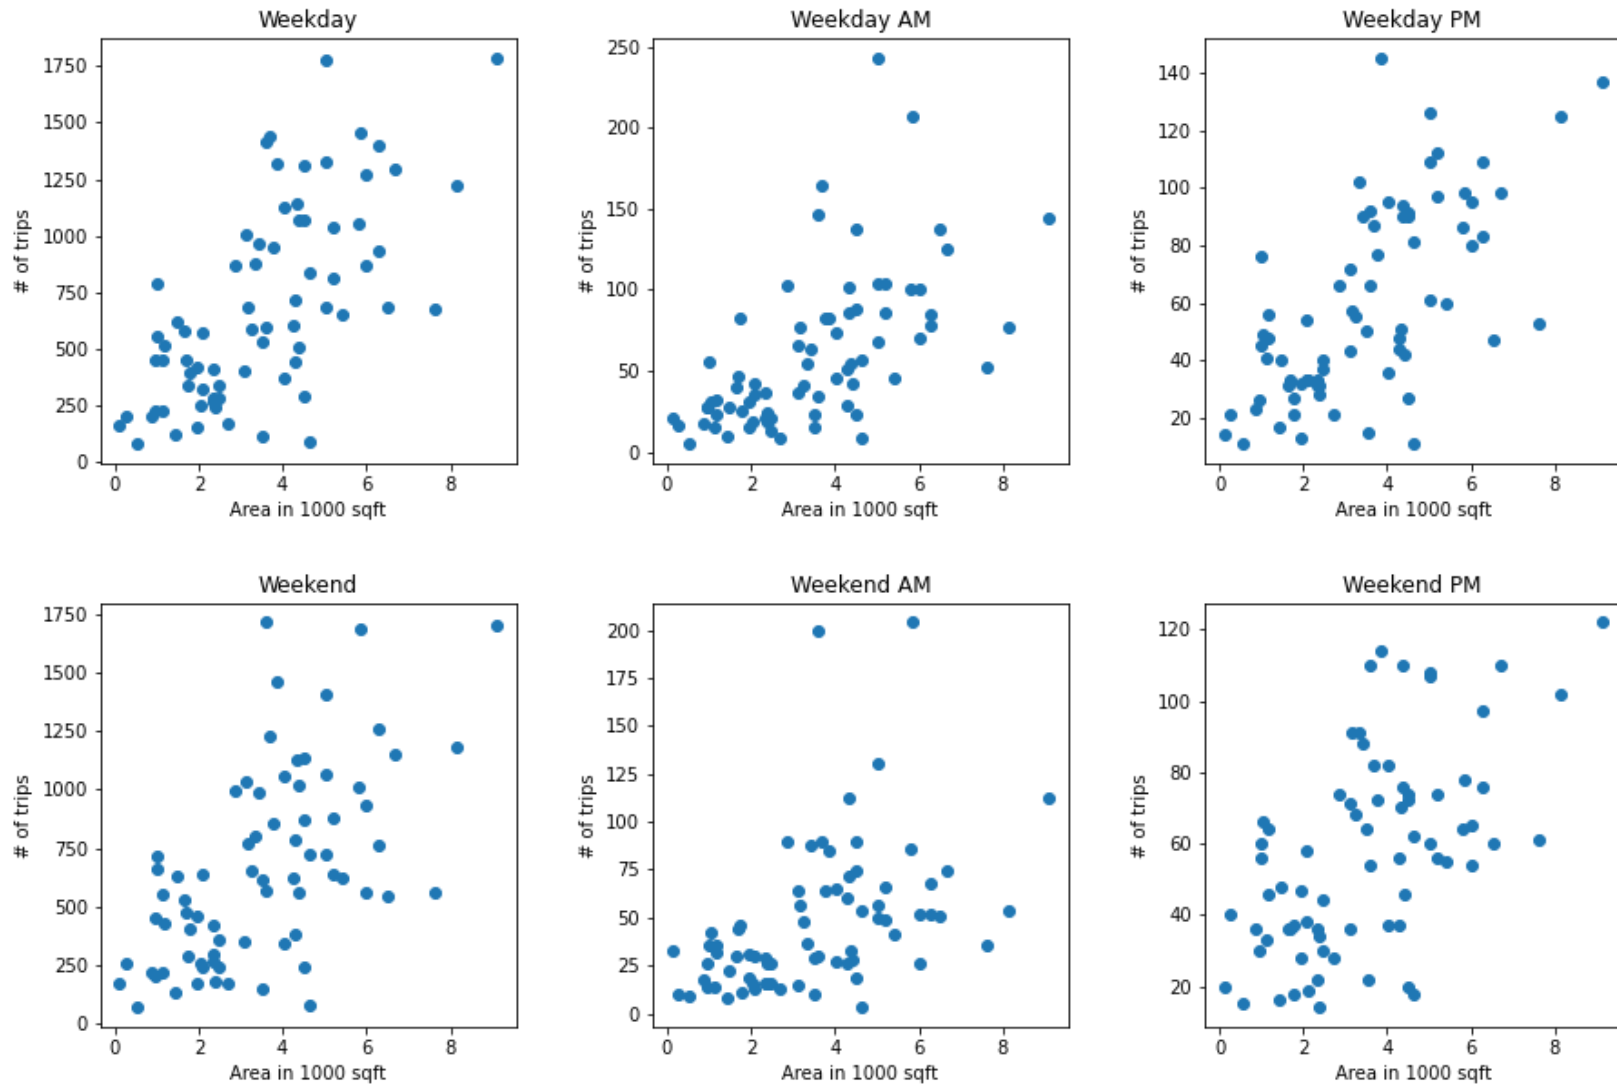 Weekday
1750
1500
1250
1000
750
500
250
0
# of trips
0 2 4 6 8
Area in 1000 sqft
Weekday AM
250
200
150
100
50
0
# of trips
0 2 4 6 8
Area in 1000 sqft
Weekday PM
140
120
100
80
60
40
20
# of trips
0 2 4 6 8
Area in 1000 sqft
Weekend
1750
1500
1250
1000
750
500
250
0
# of trips
0 2 4 6 8
Area in 1000 sqft
Weekend AM
200
175
150
125
100
75
50
25
0
# of trips
0 2 4 6 8
Area in 1000 sqft
Weekend PM
120
100
80
60
40
20
# of trips
0 2 4 6 8
Area in 1000 sqft